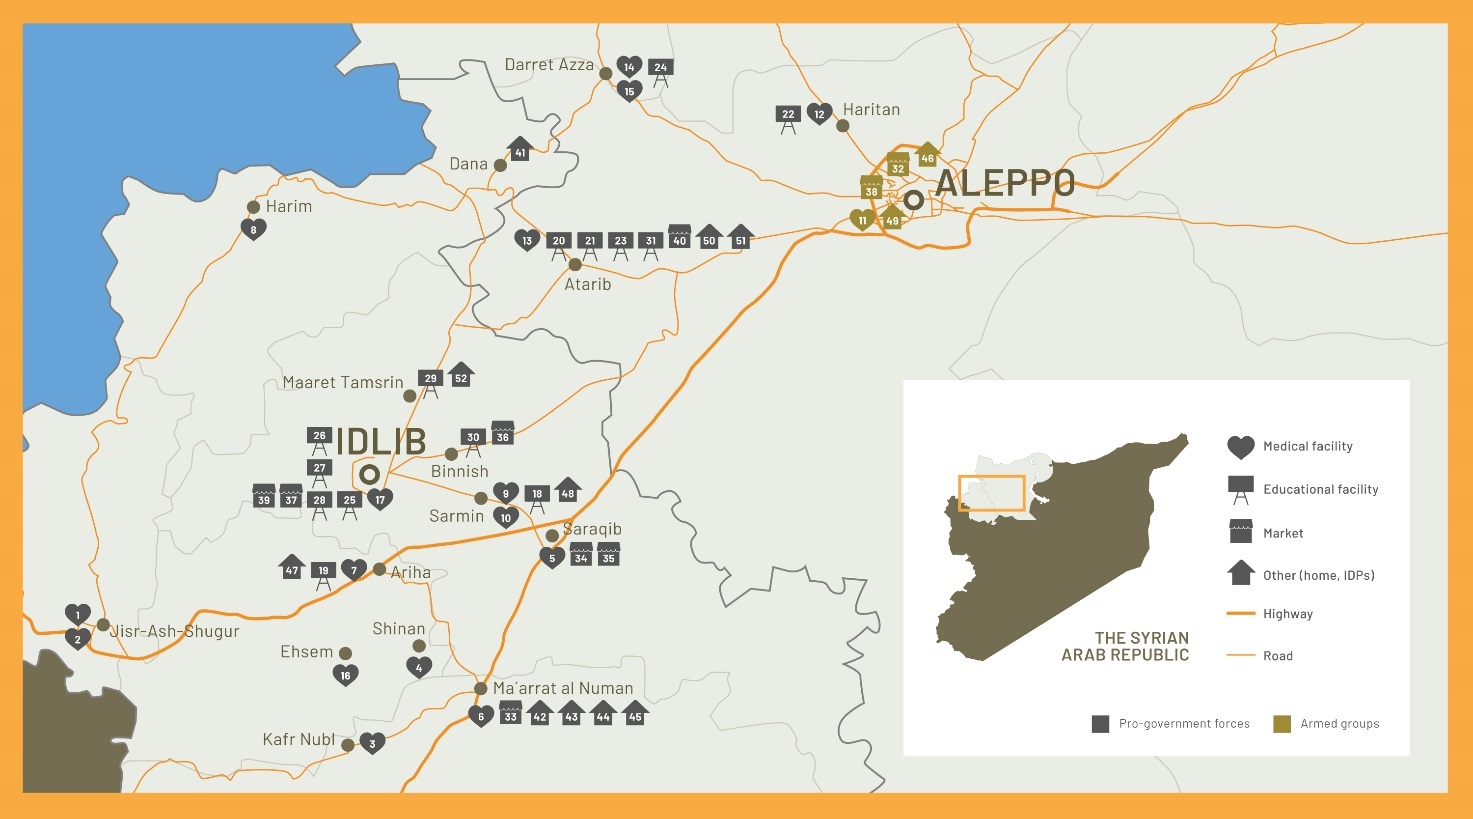 Darret Azza
14
24
15
22
12
Haritan
41
Dana
32
46
38
ALEPPO
11
49
Harim
8
13
20
21
23
31
40
50
51
Atarib
Maaret Tamsrin
29
52
26
IDLIB
30
36
27
Binnish
39
37
28
25
17
Sarmin
9
18
48
10
Saraqib
5
34
35
47
19
7
Ariha
1
Jisr-Ash-Shugur
2
Shinan
4
Ehsem
16
Ma'arrat al Numan
6
33
42
43
44
45
Kafr Nubl
3
Medical facility
Educational facility
Market
Other (home, IDPs)
Highway
Road
THE SYRIAN
ARAB REPUBLIC
Pro-government forces
Armed groups